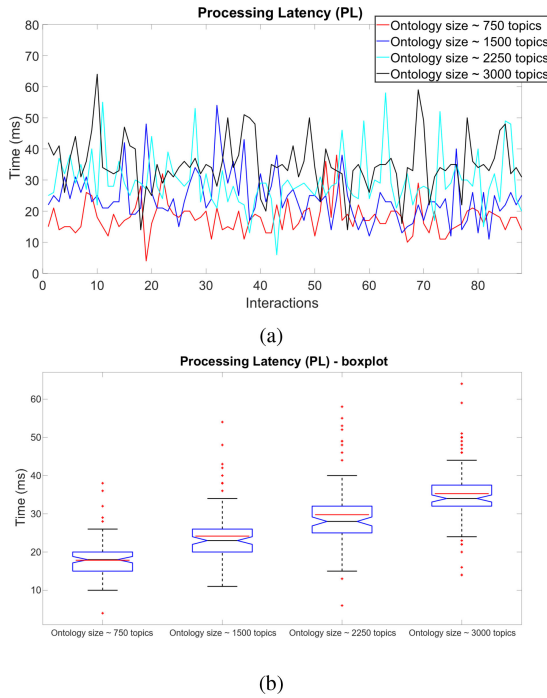 Processing Latency (PL)
Ontology size ~ 750 topics
Ontology size ~ 1500 topics
Ontology size ~ 2250 topics
Ontology size ~ 3000 topics
80
70
60
50
40
30
20
10
0
Time (ms)
0 10 20 30 40 50 60 70 80
Interactions
(a)
Processing Latency (PL) - boxplot
60
50
40
30
20
10
Time (ms)
Ontology size ~ 750 topics Ontology size ~ 1500 topics Ontology size ~ 2250 topics Ontology size ~ 3000 topics
(b)